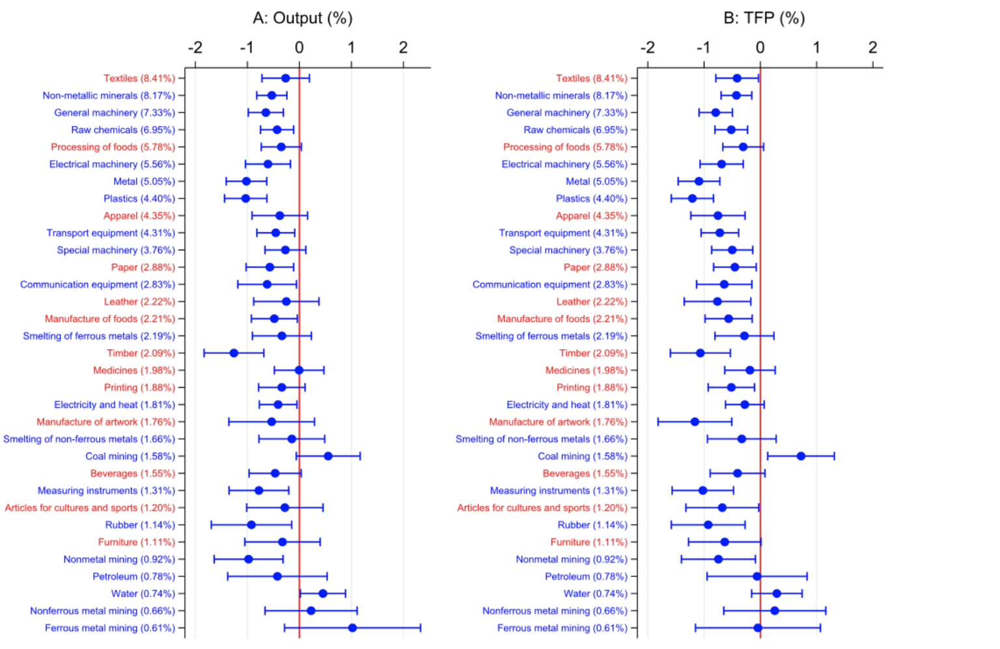 A: Output (%)
-2 -1 0 1 2
Textiles (8.41%)
Non-metallic minerals (8.17%)
General machinery (7.33%)
Raw chemicals (6.95%)
Processing of foods (5.78%)
Electrical machinery (5.56%)
Metal (5.05%)
Plastics (4.40%)
Apparel (4.35%)
Transport equipment (4.31%)
Special machinery (3.76%)
Paper (2.88%)
Communication equipment (2.83%)
Leather (2.22%)
Manufacture of foods (2.21%)
Smelting of ferrous metals (2.19%)
Timber (2.09%)
Medicines (1.98%)
Printing (1.88%)
Electricity and heat (1.81%)
Manufacture of artwork (1.76%)
Smelting of non-ferrous metals (1.66%)
Coal mining (1.58%)
Beverages (1.55%)
Measuring instruments (1.31%)
Articles for cultures and sports (1.20%)
Rubber (1.14%)
Furniture (1.11%)
Nonmetal mining (0.92%)
Petroleum (0.78%)
Water (0.74%)
Nonferrous metal mining (0.66%)
Ferrous metal mining (0.61%)
B: TFP (%)
-2 -1 0 1 2
Textiles (8.41%)
Non-metallic minerals (8.17%)
General machinery (7.33%)
Raw chemicals (6.95%)
Processing of foods (5.78%)
Electrical machinery (5.56%)
Metal (5.05%)
Plastics (4.40%)
Apparel (4.35%)
Transport equipment (4.31%)
Special machinery (3.76%)
Paper (2.88%)
Communication equipment (2.83%)
Leather (2.22%)
Manufacture of foods (2.21%)
Smelting of ferrous metals (2.19%)
Timber (2.09%)
Medicines (1.98%)
Printing (1.88%)
Electricity and heat (1.81%)
Manufacture of artwork (1.76%)
Smelting of non-ferrous metals (1.66%)
Coal mining (1.58%)
Beverages (1.55%)
Measuring instruments (1.31%)
Articles for cultures and sports (1.20%)
Rubber (1.14%)
Furniture (1.11%)
Nonmetal mining (0.92%)
Petroleum (0.78%)
Water (0.74%)
Nonferrous metal mining (0.66%)
Ferrous metal mining (0.61%)